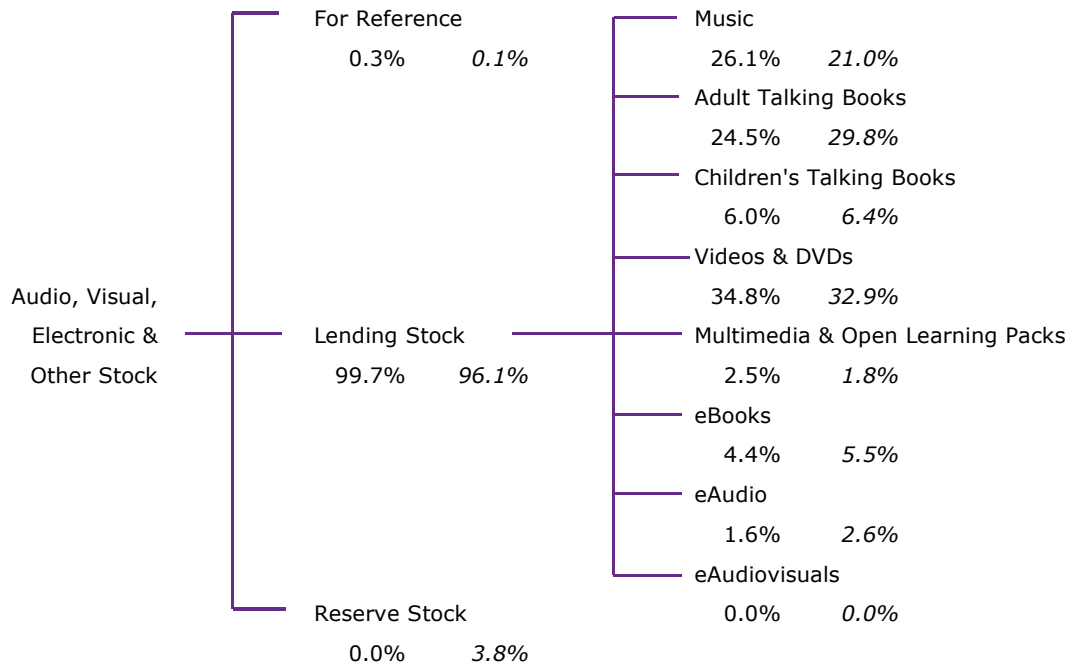 For Reference
0.3% 0.1%
Music
26.1% 21.0%
Adult Talking Books
24.5% 29.8%
Children's Talking Books
6.0% 6.4%
Videos & DVDs
34.8% 32.9%
Audio, Visual,
Electronic &
Other Stock
Lending Stock
99.7% 96.1%
Multimedia & Open Learning Packs
2.5% 1.8%
eBooks
4.4% 5.5%
eAudio
1.6% 2.6%
eAudiovisuals
0.0% 0.0%
Reserve Stock
0.0% 3.8%